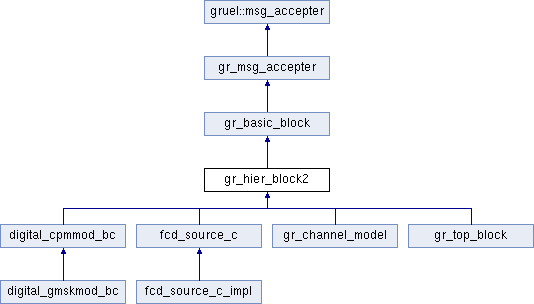 gruel::msg_accepter
gr_msg_accepter
gr_basic_block
gr_hier_block2
digital_cpmmod_bc
fcd_source_c
gr_channel_model
gr_top_block
digital_gmskmod_bc
fcd_source_c_impl